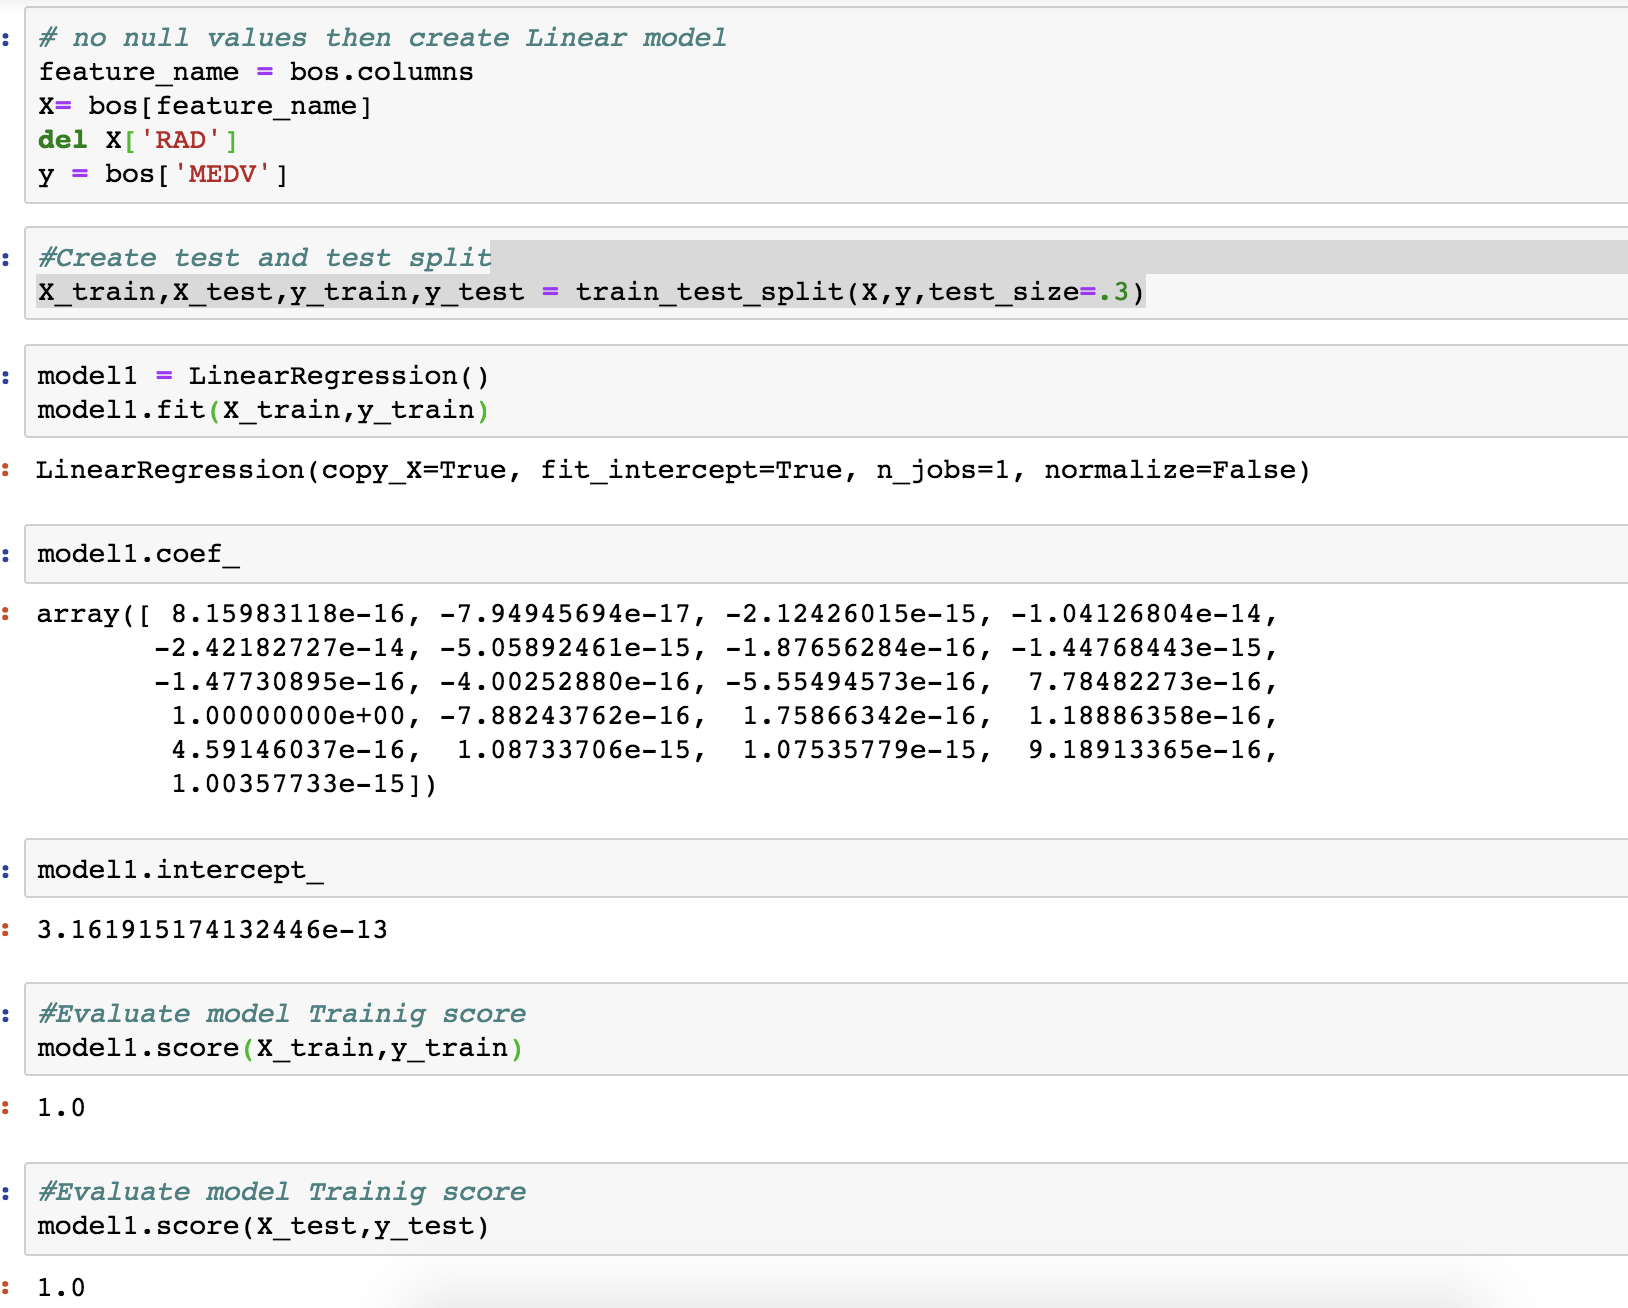 # no null values then create Linear model
feature_name = bos.columns
X= bos[feature_name]
del X['RAD']
y = bos['MEDV']
#Create test and test split
X_train,X_test,y_train,y_test = train_test_split(X,y,test_size=.3)
model1 = LinearRegression()
model1.fit(X_train,y_train)
LinearRegression(copy_X=True, fit_intercept=True, n_jobs=1, normalize=False)
model1.coef_
array([ 8.15983118e-16, -7.94945694e-17, -2.12426015e-15, -1.04126804e-14,
-2.42182727e-14, -5.05892461e-15, -1.87656284e-16, -1.44768443e-15,
-1.47730895e-16, -4.00252880e-16, -5.55494573e-16, 7.78482273e-16,
1.00000000e+00, -7.88243762e-16, 1.75866342e-16, 1.18886358e-16,
4.59146037e-16, 1.08733706e-15, 1.07535779e-15, 9.18913365e-16,
1.00357733e-15])
model1.intercept_
3.161915174132446e-13
#Evaluate model Trainig score
model1.score(X_train,y_train)
1.0
#Evaluate model Trainig score
model1.score(X_test,y_test)
1.0